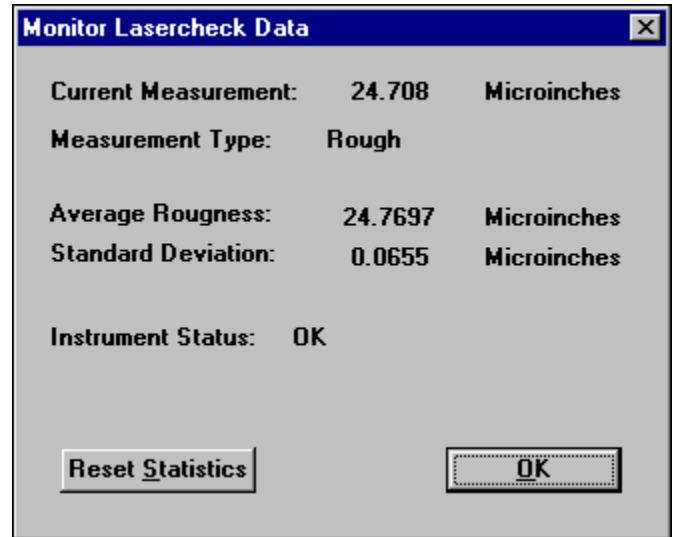 Monitor Lasercheck Data
Current Measurement: 24.708 Microinches
Measurement Type: Rough
Average Rougness: 24.7697 Microinches
Standard Deviation: 0.0655 Microinches
Instrument Status: OK
Reset Statistics OK